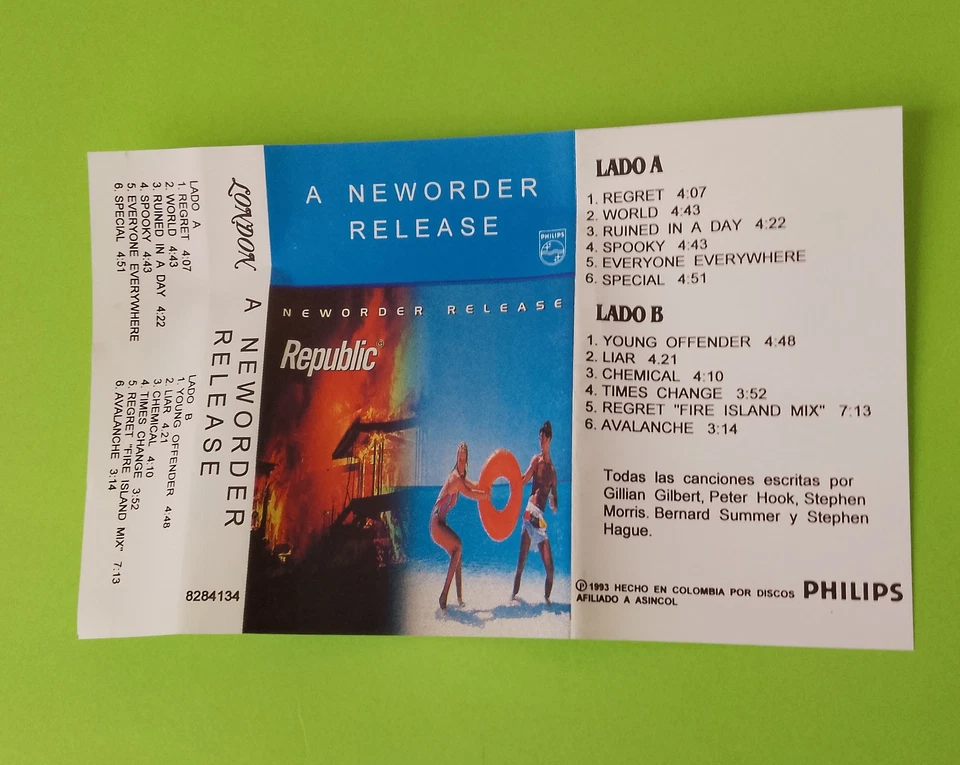 LADO A
1. REGRET 4:07
2. WORLD 4:43
3. RUINED IN A DAY 4:22
4. SPOOKY 4:43
5. EVERYONE EVERYWHERE
6. SPECIAL 4:51
LADO B
1. YOUNG OFFENDER 4:48
2. LIAR 4.21
3. CHEMICAL 4:10
4. TIMES CHANGE 3:52
5. REGRET "FIRE ISLAND MIX" 7:13
6. AVALANCHE 3:14
LONDON
A NEWORDER
RELEASE
8284134
A NEWORDER
RELEASE
PHILIPS
NEWORDER RELEASE
Republic©
LADO A
1. REGRET 4:07
2. WORLD 4:43
3. RUINED IN A DAY 4:22
4. SPOOKY 4:43
5. EVERYONE EVERYWHERE
6. SPECIAL 4:51
LADO B
1. YOUNG OFFENDER 4:48
2. LIAR 4.21
3. CHEMICAL 4:10
4. TIMES CHANGE 3:52
5. REGRET "FIRE ISLAND MIX" 7:13
6. AVALANCHE 3:14
Todas las canciones escritas por
Gillian Gilbert, Peter Hook, Stephen
Morris. Bernard Summer y Stephen
Hague.
℗1993 HECHO EN COLOMBIA POR DISCOS PHILIPS
AFILIADO A ASINCOL